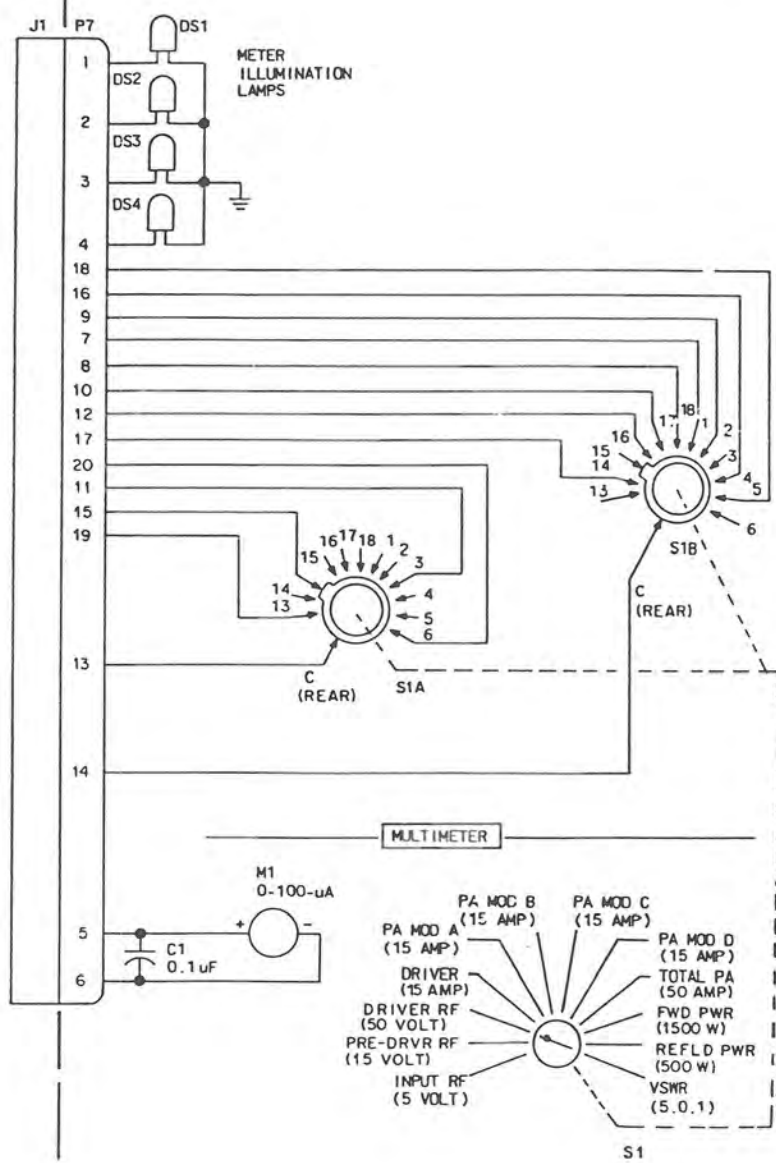 J1 P7
DS1
METER
ILLUMINATION
LAMPS
1
DS2
2
DS3
3
DS4
4
18
16
9
7
8
10
12
17
20
11
15
19
13
14
5
6
13
14
15
16
17
18
1
2
3
4
5
6
S1B
C
(REAR)
13
14
15
16
17
18
1
2
3
4
5
6
C
(REAR)
S1A
MULTIMETER
M1
0-100-uA
+
-
C1
0.1uF
INPUT RF
(5 VOLT)
PRE-DRVR RF
(15 VOLT)
DRIVER RF
(50 VOLT)
DRIVER
(15 AMP)
PA MOD A
(15 AMP)
PA MOD B
(15 AMP)
PA MOD C
(15 AMP)
PA MOD D
(15 AMP)
TOTAL PA
(50 AMP)
FWD PWR
(1500 W)
REFLD PWR
(500 W)
VSWR
(5.0.1)
S1